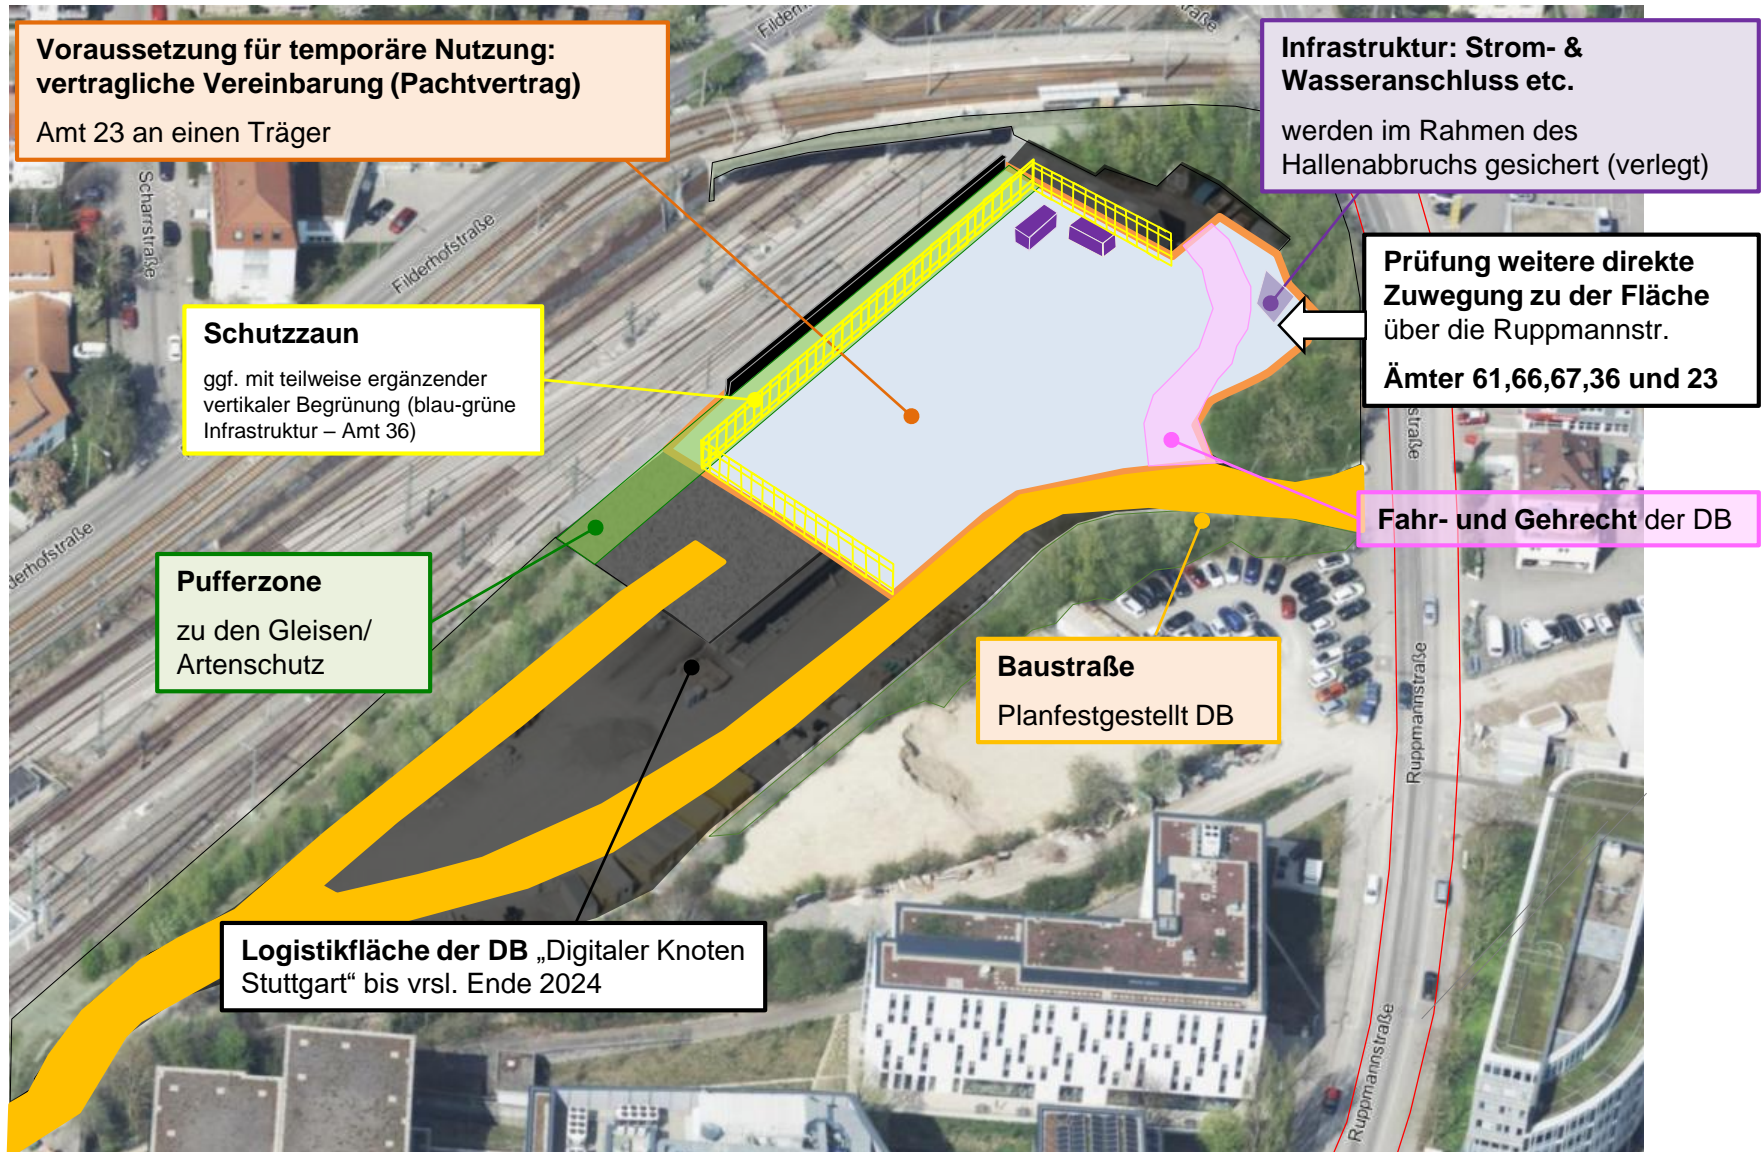 Voraussetzung für temporäre Nutzung:
vertragliche Vereinbarung (Pachtvertrag)
Amt 23 an einen Träger
Infrastruktur: Strom- &
Wasseranschluss etc.
werden im Rahmen des
Hallenabbruchs gesichert (verlegt)
Prüfung weitere direkte
Zuwegung zu der Fläche
über die Ruppmannstr.
Ämter 61,66,67,36 und 23
Scharrstraße
Filderhofstraße
Schutzzaun
ggf. mit teilweise ergänzender
vertikaler Begrünung (blau-grüne
Infrastruktur – Amt 36)
Fahr- und Gehrecht der DB
Pufferzone
zu den Gleisen/
Artenschutz
Baustraße
Planfestgestellt DB
Ruppmannstraße
Logistikfläche der DB „Digitaler Knoten
Stuttgart“ bis vrsl. Ende 2024
Ruppmannstraße